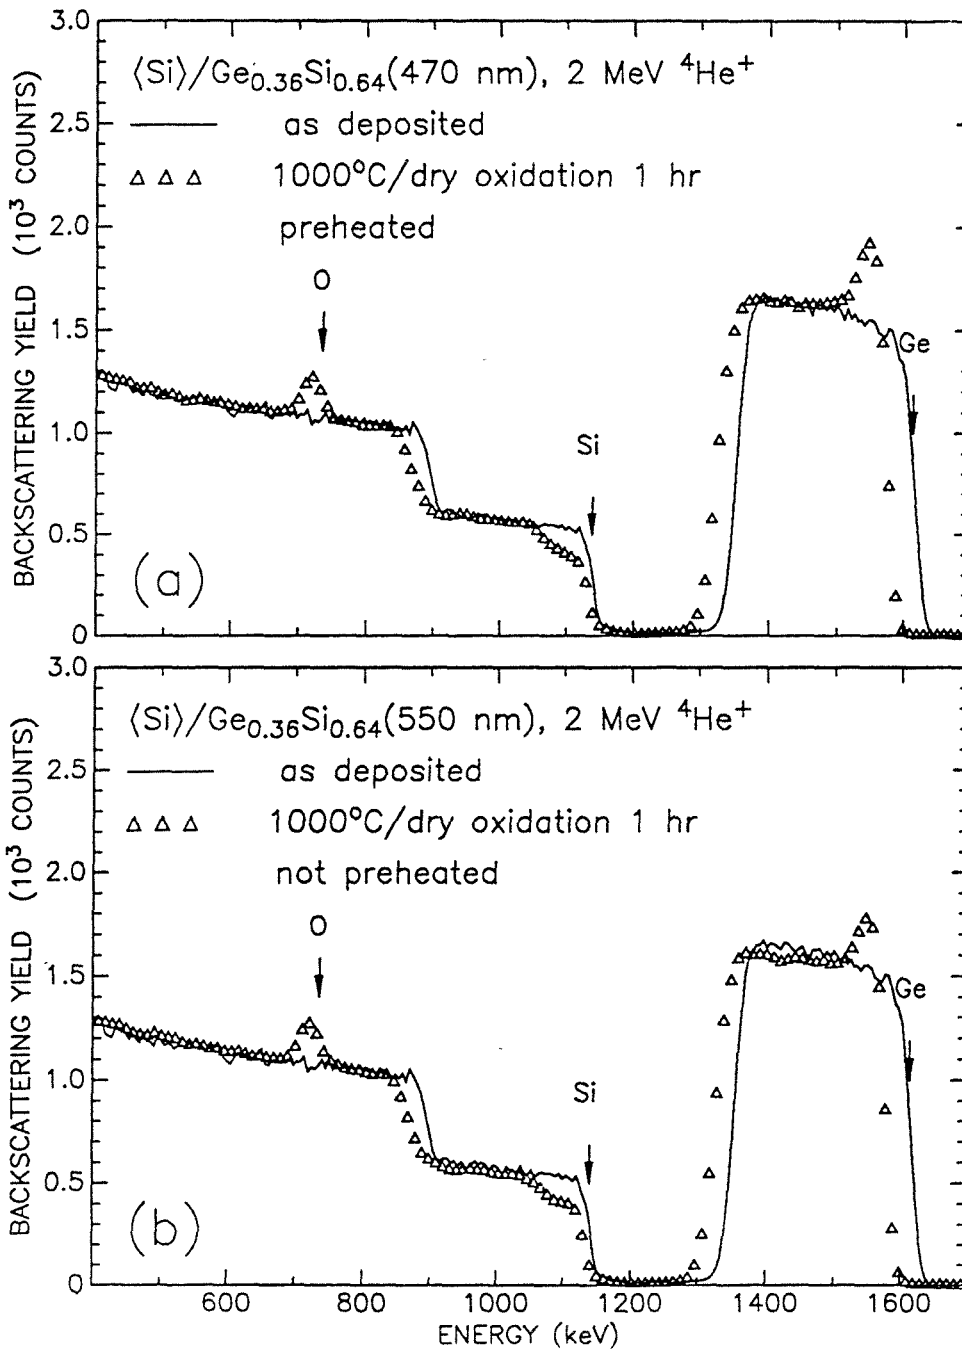 3.0
⟨Si⟩/Ge0.36Si0.64(470 nm), 2 MeV 4He+
2.5
as deposited
1000°C/dry oxidation 1 hr
preheated
2.0
O
1.5
Ge
1.0
Si
0.5
(a)
0
BACKSCATTERING YIELD (10³ COUNTS)
3.0
⟨Si⟩/Ge0.36Si0.64(550 nm), 2 MeV 4He+
2.5
as deposited
1000°C/dry oxidation 1 hr
2.0
not preheated
O
1.5
Ge
1.0
Si
0.5
(b)
0
BACKSCATTERING YIELD (10³ COUNTS)
600 800 1000 1200 1400 1600
ENERGY (keV)